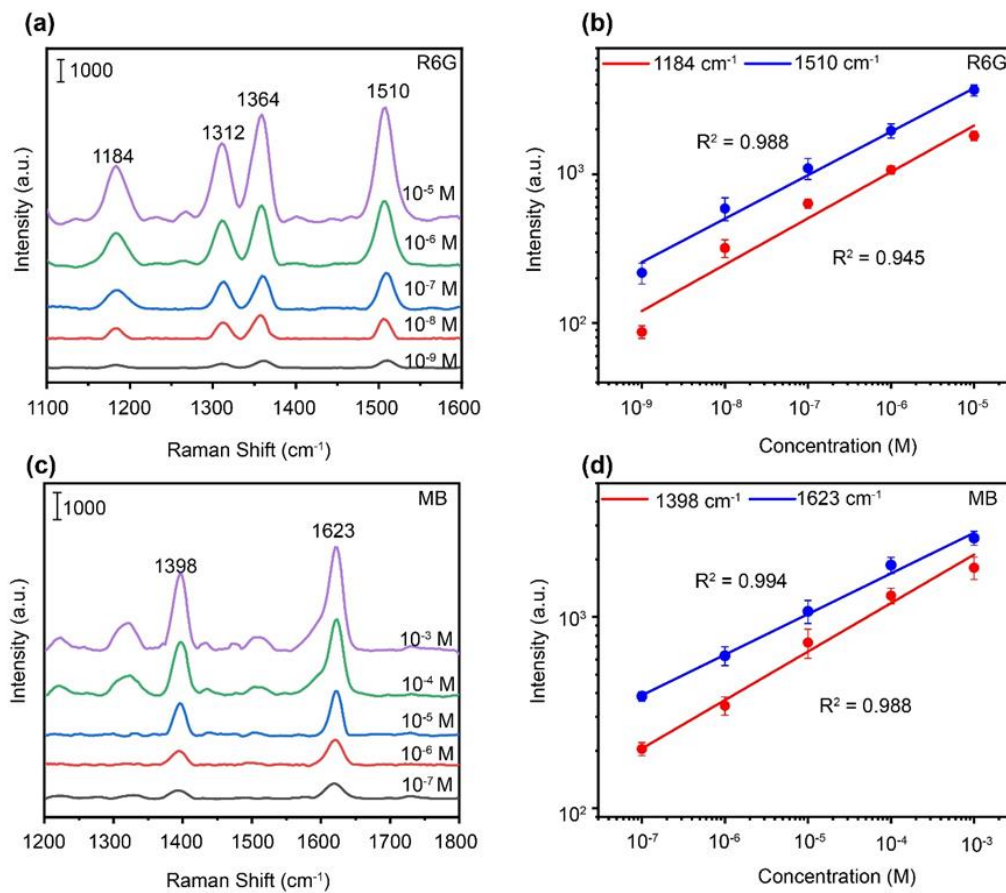 (a)
1000
R6G
1184
1312
1364
1510
10⁻⁵ M
10⁻⁶ M
10⁻⁷ M
10⁻⁸ M
10⁻⁹ M
Intensity (a.u.)
1100 1200 1300 1400 1500 1600
Raman Shift (cm⁻¹)
(b)
1184 cm⁻¹ 1510 cm⁻¹ R6G
R² = 0.988
R² = 0.945
Intensity (a.u.)
10³
10²
10⁻⁹ 10⁻⁸ 10⁻⁷ 10⁻⁶ 10⁻⁵
Concentration (M)
(c)
1000
MB
1398
1623
10⁻³ M
10⁻⁴ M
10⁻⁵ M
10⁻⁶ M
10⁻⁷ M
Intensity (a.u.)
1200 1300 1400 1500 1600 1700 1800
Raman Shift (cm⁻¹)
(d)
1398 cm⁻¹ 1623 cm⁻¹ MB
R² = 0.994
R² = 0.988
Intensity (a.u.)
10³
10²
10⁻⁷ 10⁻⁶ 10⁻⁵ 10⁻⁴ 10⁻³
Concentration (M)